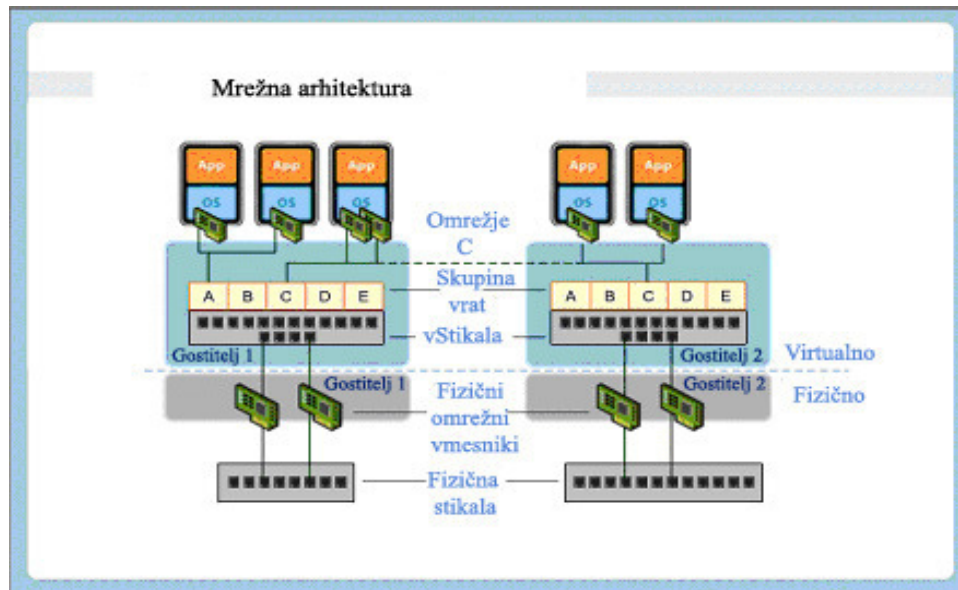 Mrežna arhitektura
App
App
App
App
App
OS
OS
OS
OS
OS
Omrežje
C
Skupina
vrat
A B C D E
A B C D E
vStikala
Gostitelj 1
Gostitelj 2
Virtualno
Gostitelj 1
Gostitelj 2
Fizično
Fizični
omrežni
vmesniki
Fizična
stikala